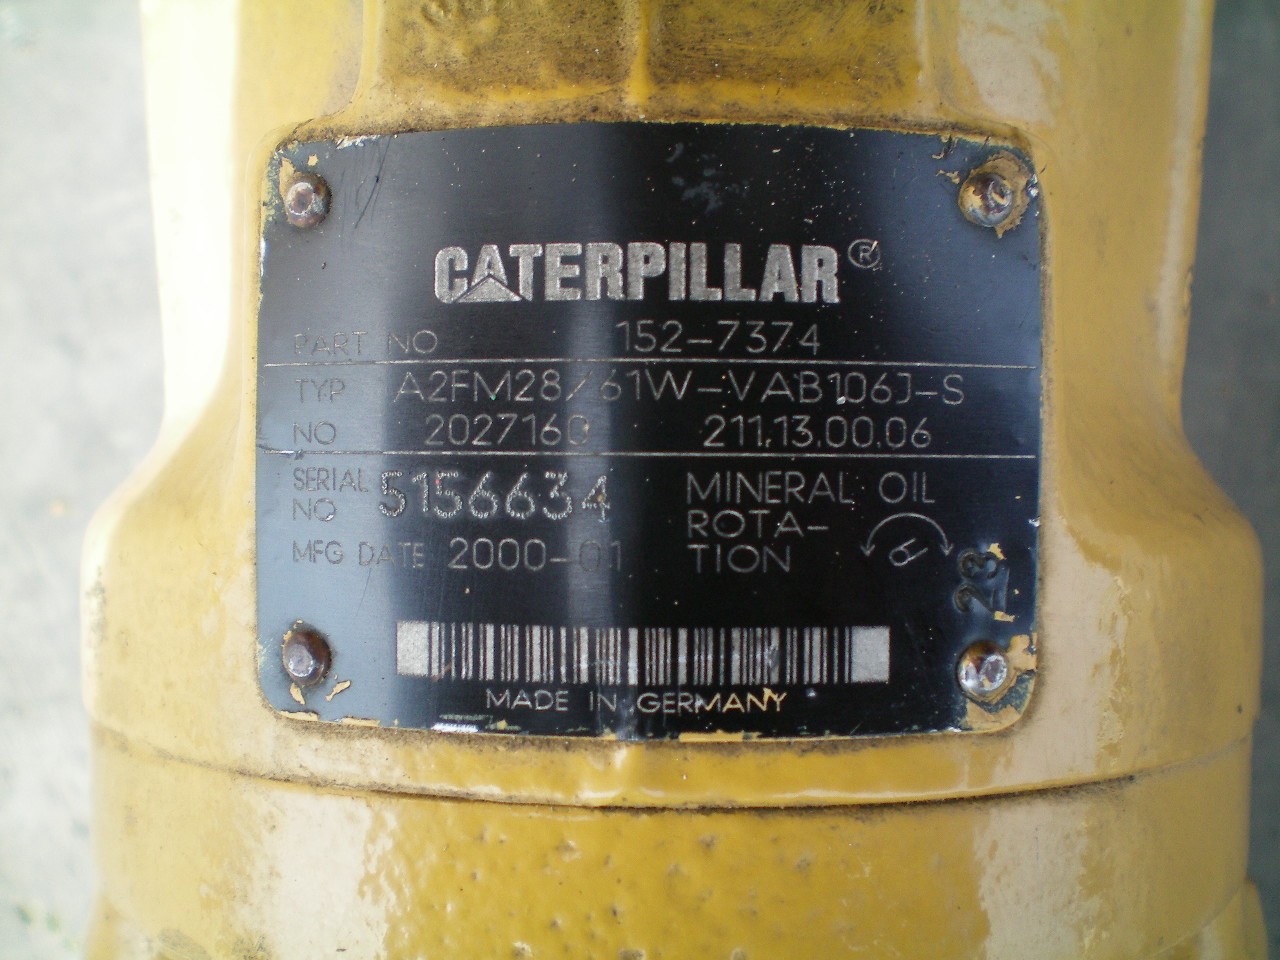 CATERPILLAR®
PART NO 152-7374
TYP A2FM28/61W-VAB106J-S
NO 2027160 211.13.00.06
SERIAL NO 5156634
MFG DATE 2000-01
MINERAL OIL
ROTA-
TION
23
MADE IN GERMANY